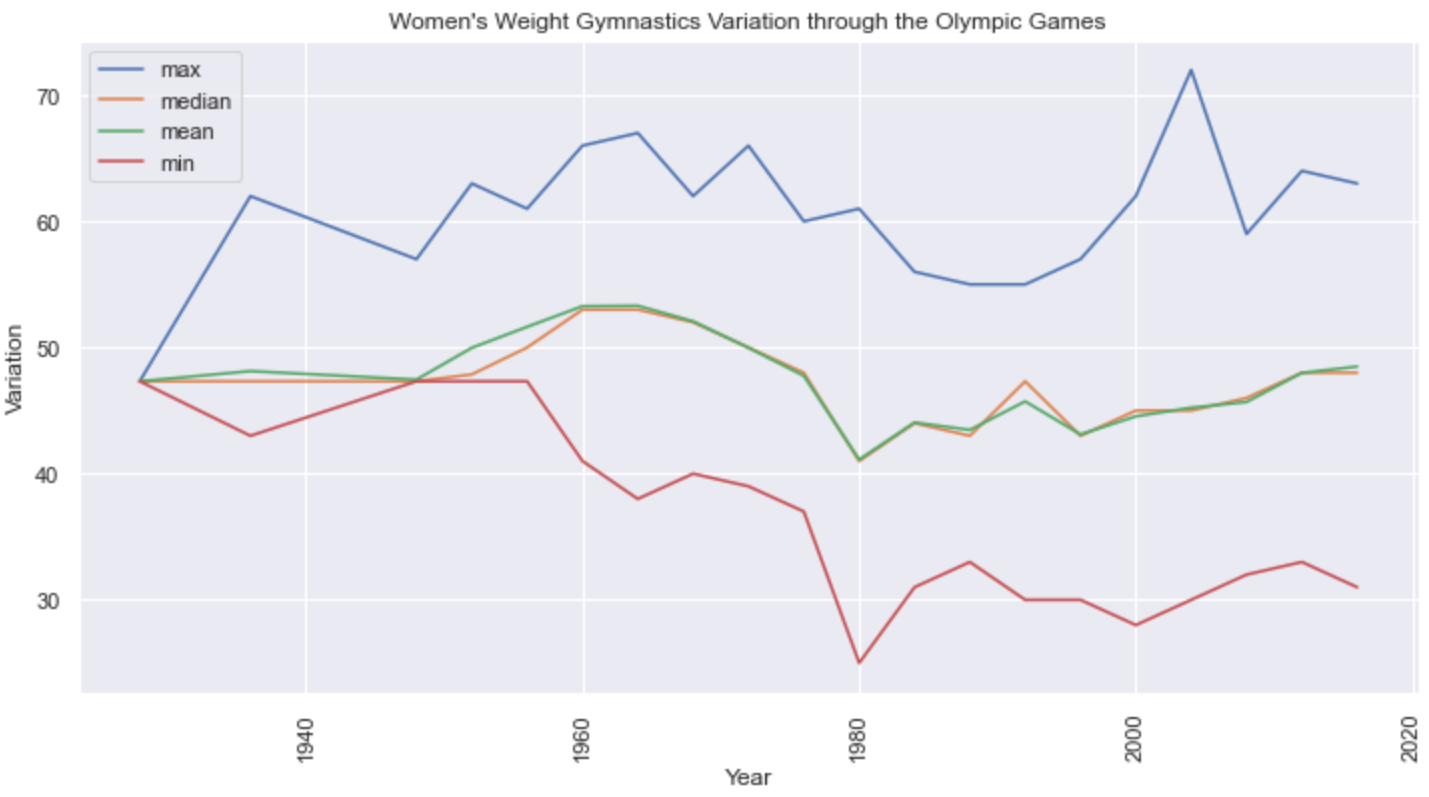 Women's Weight Gymnastics Variation through the Olympic Games
max
median
mean
min
70
60
50
40
30
Variation
1940
1960
1980
2000
2020
Year